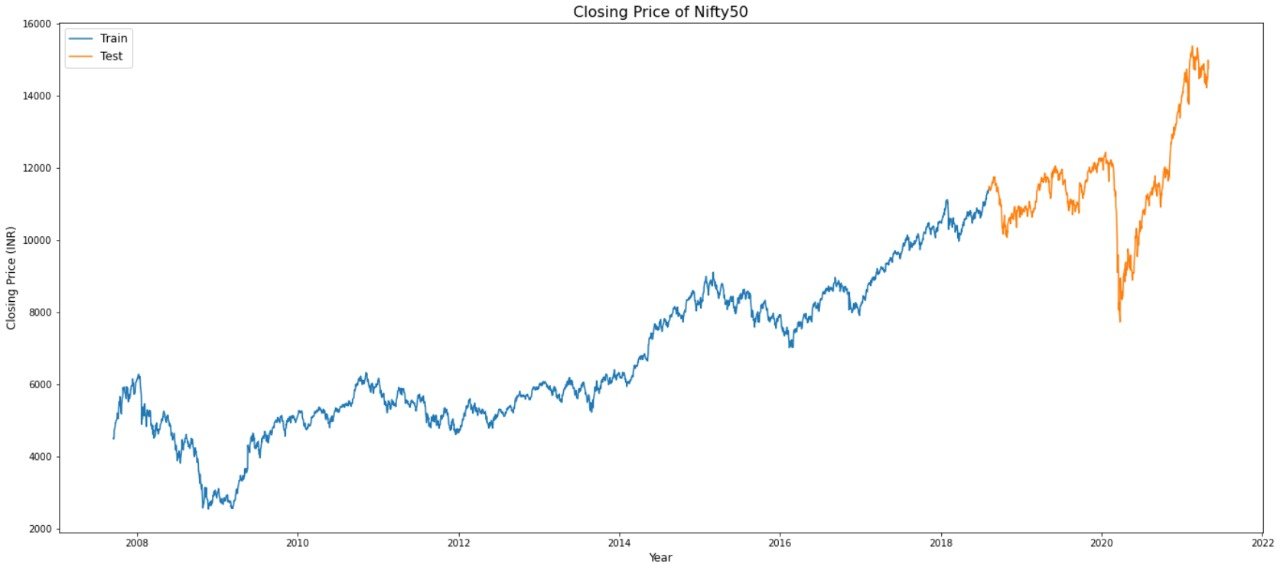 Closing Price of Nifty50
Train
Test
Closing Price (INR)
16000
14000
12000
10000
8000
6000
4000
2000
2008 2010 2012 2014 2016 2018 2020 2022
Year